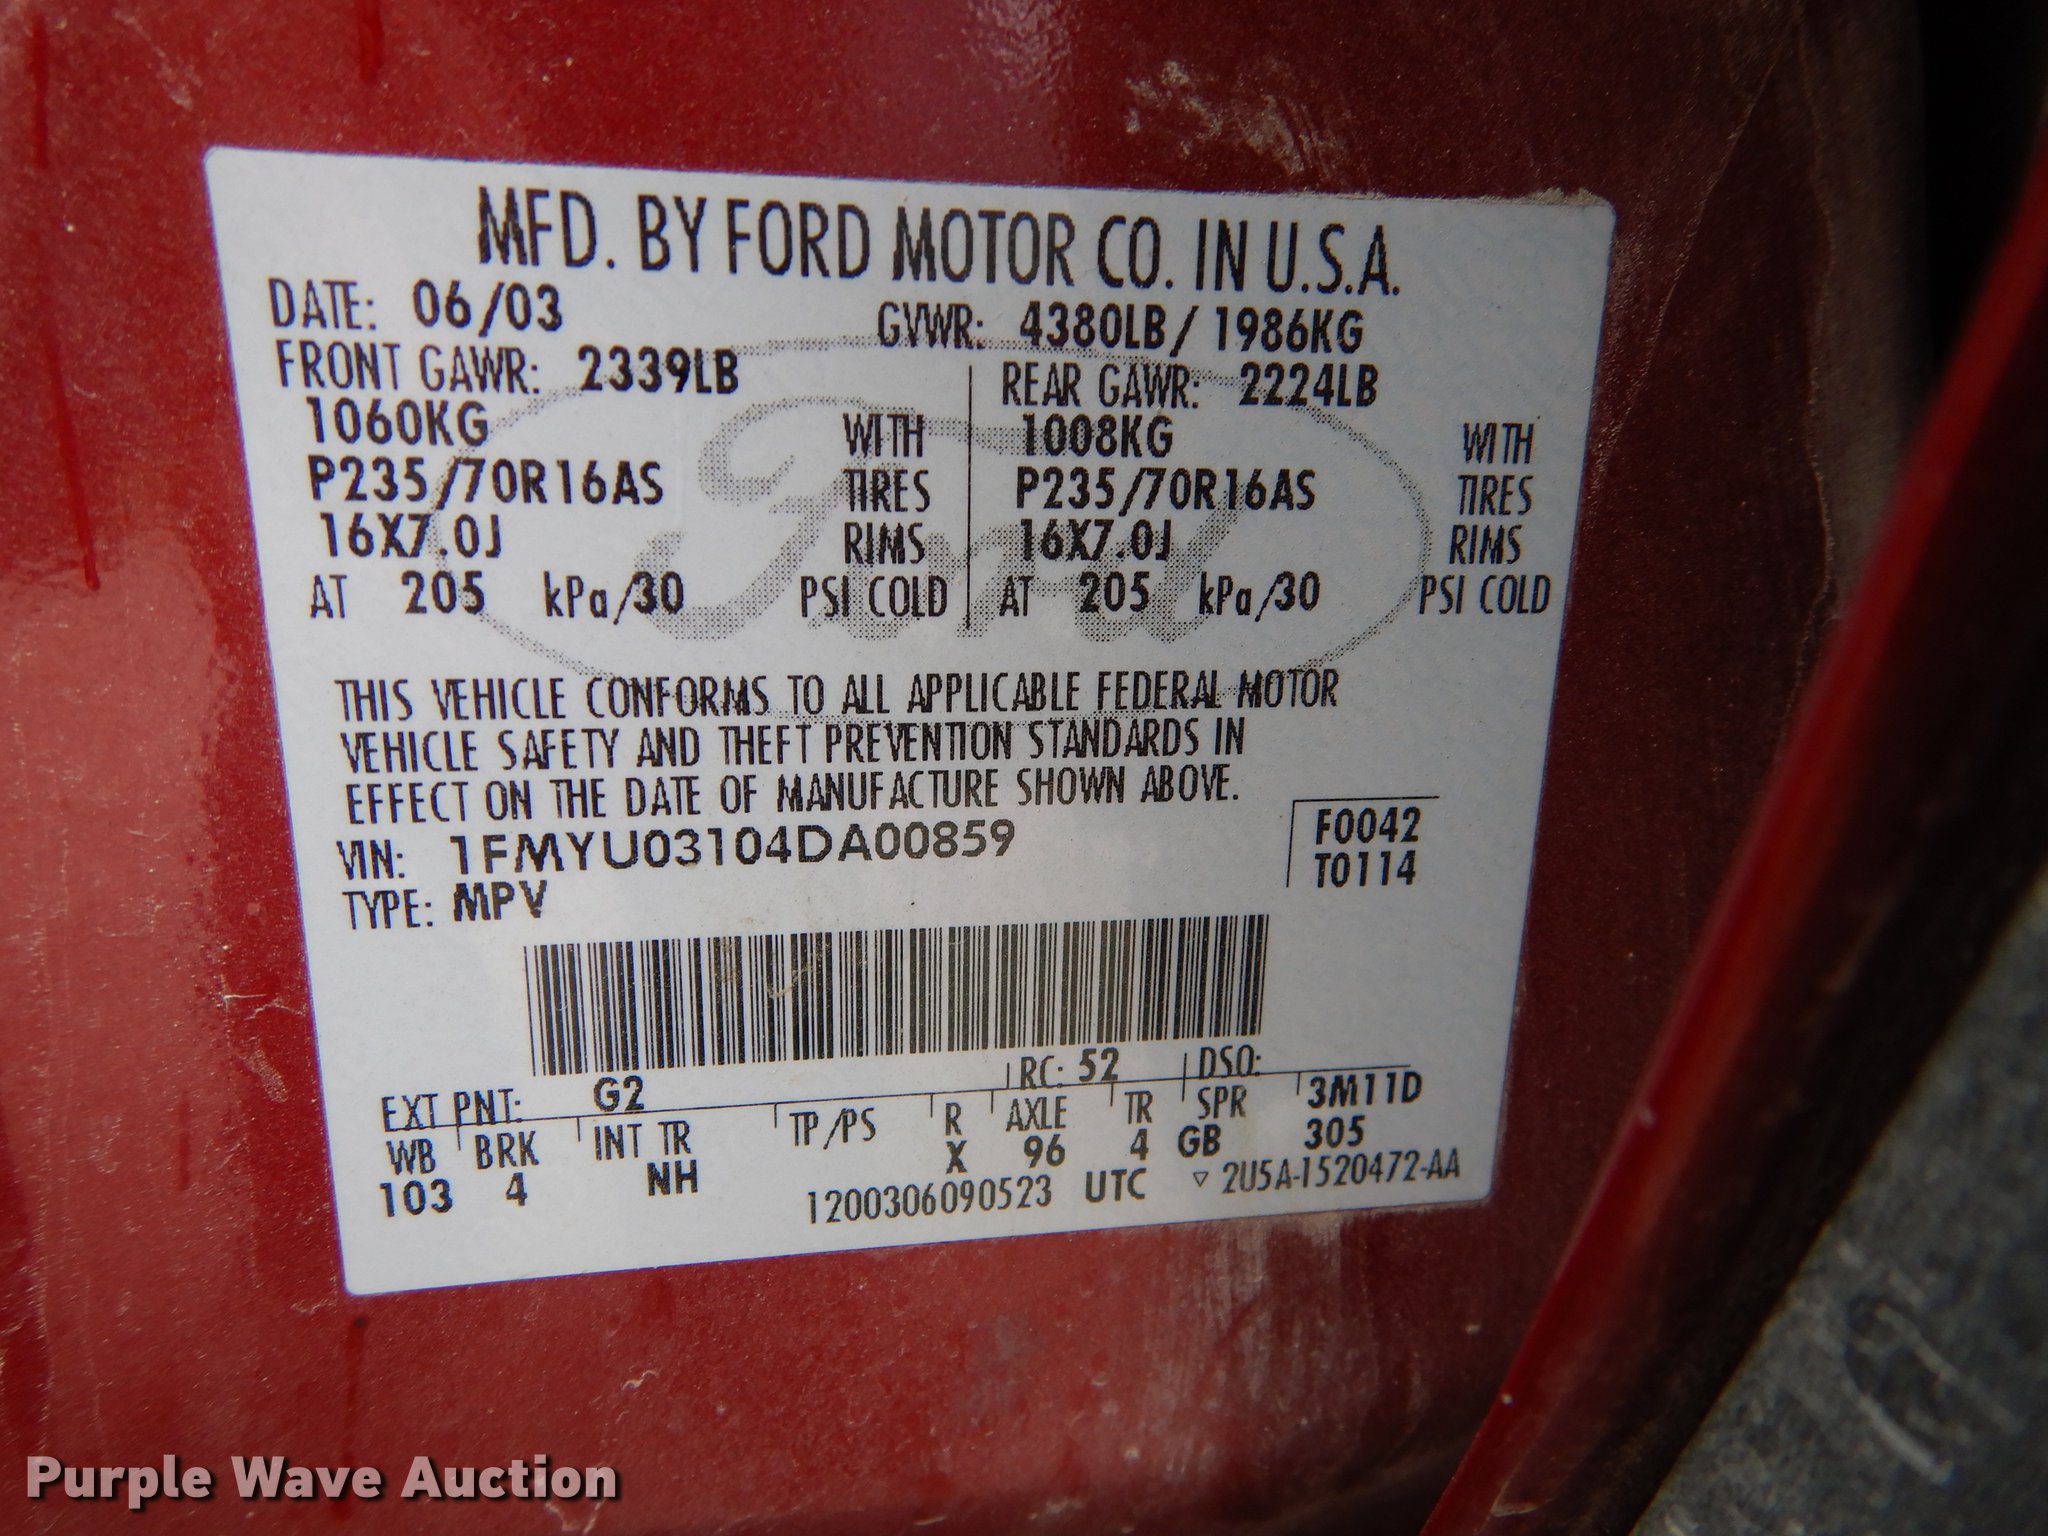 MFD. BY FORD MOTOR CO. IN U.S.A.
DATE: 06/03 GVWR: 4380LB/ 1986KG
FRONT GAWR: 2339LB REAR GAWR: 2224LB
1060KG WITH 1008KG WITH
P235/70R16AS TIRES P235/70R16AS TIRES
16X7.0J RIMS 16X7.0J RIMS
AT 205 kPa/30 PSI COLD AT 205 kPa/30 PSI COLD
Ford
THIS VEHICLE CONFORMS TO ALL APPLICABLE FEDERAL MOTOR
VEHICLE SAFETY AND THEFT PREVENTION STANDARDS IN
EFFECT ON THE DATE OF MANUFACTURE SHOWN ABOVE.
VIN: 1FMYU03104DA00859 F0042
TYPE: MPV T0114
EXT PNT: G2 RC: 52 DSO:
WB BRK INT TR TP/PS R AXLE TR SPR 3M11D
103 4 NH X 96 4 GB 305
1200306090523 UTC ▽ 2U5A-1520472-AA
Purple Wave Auction